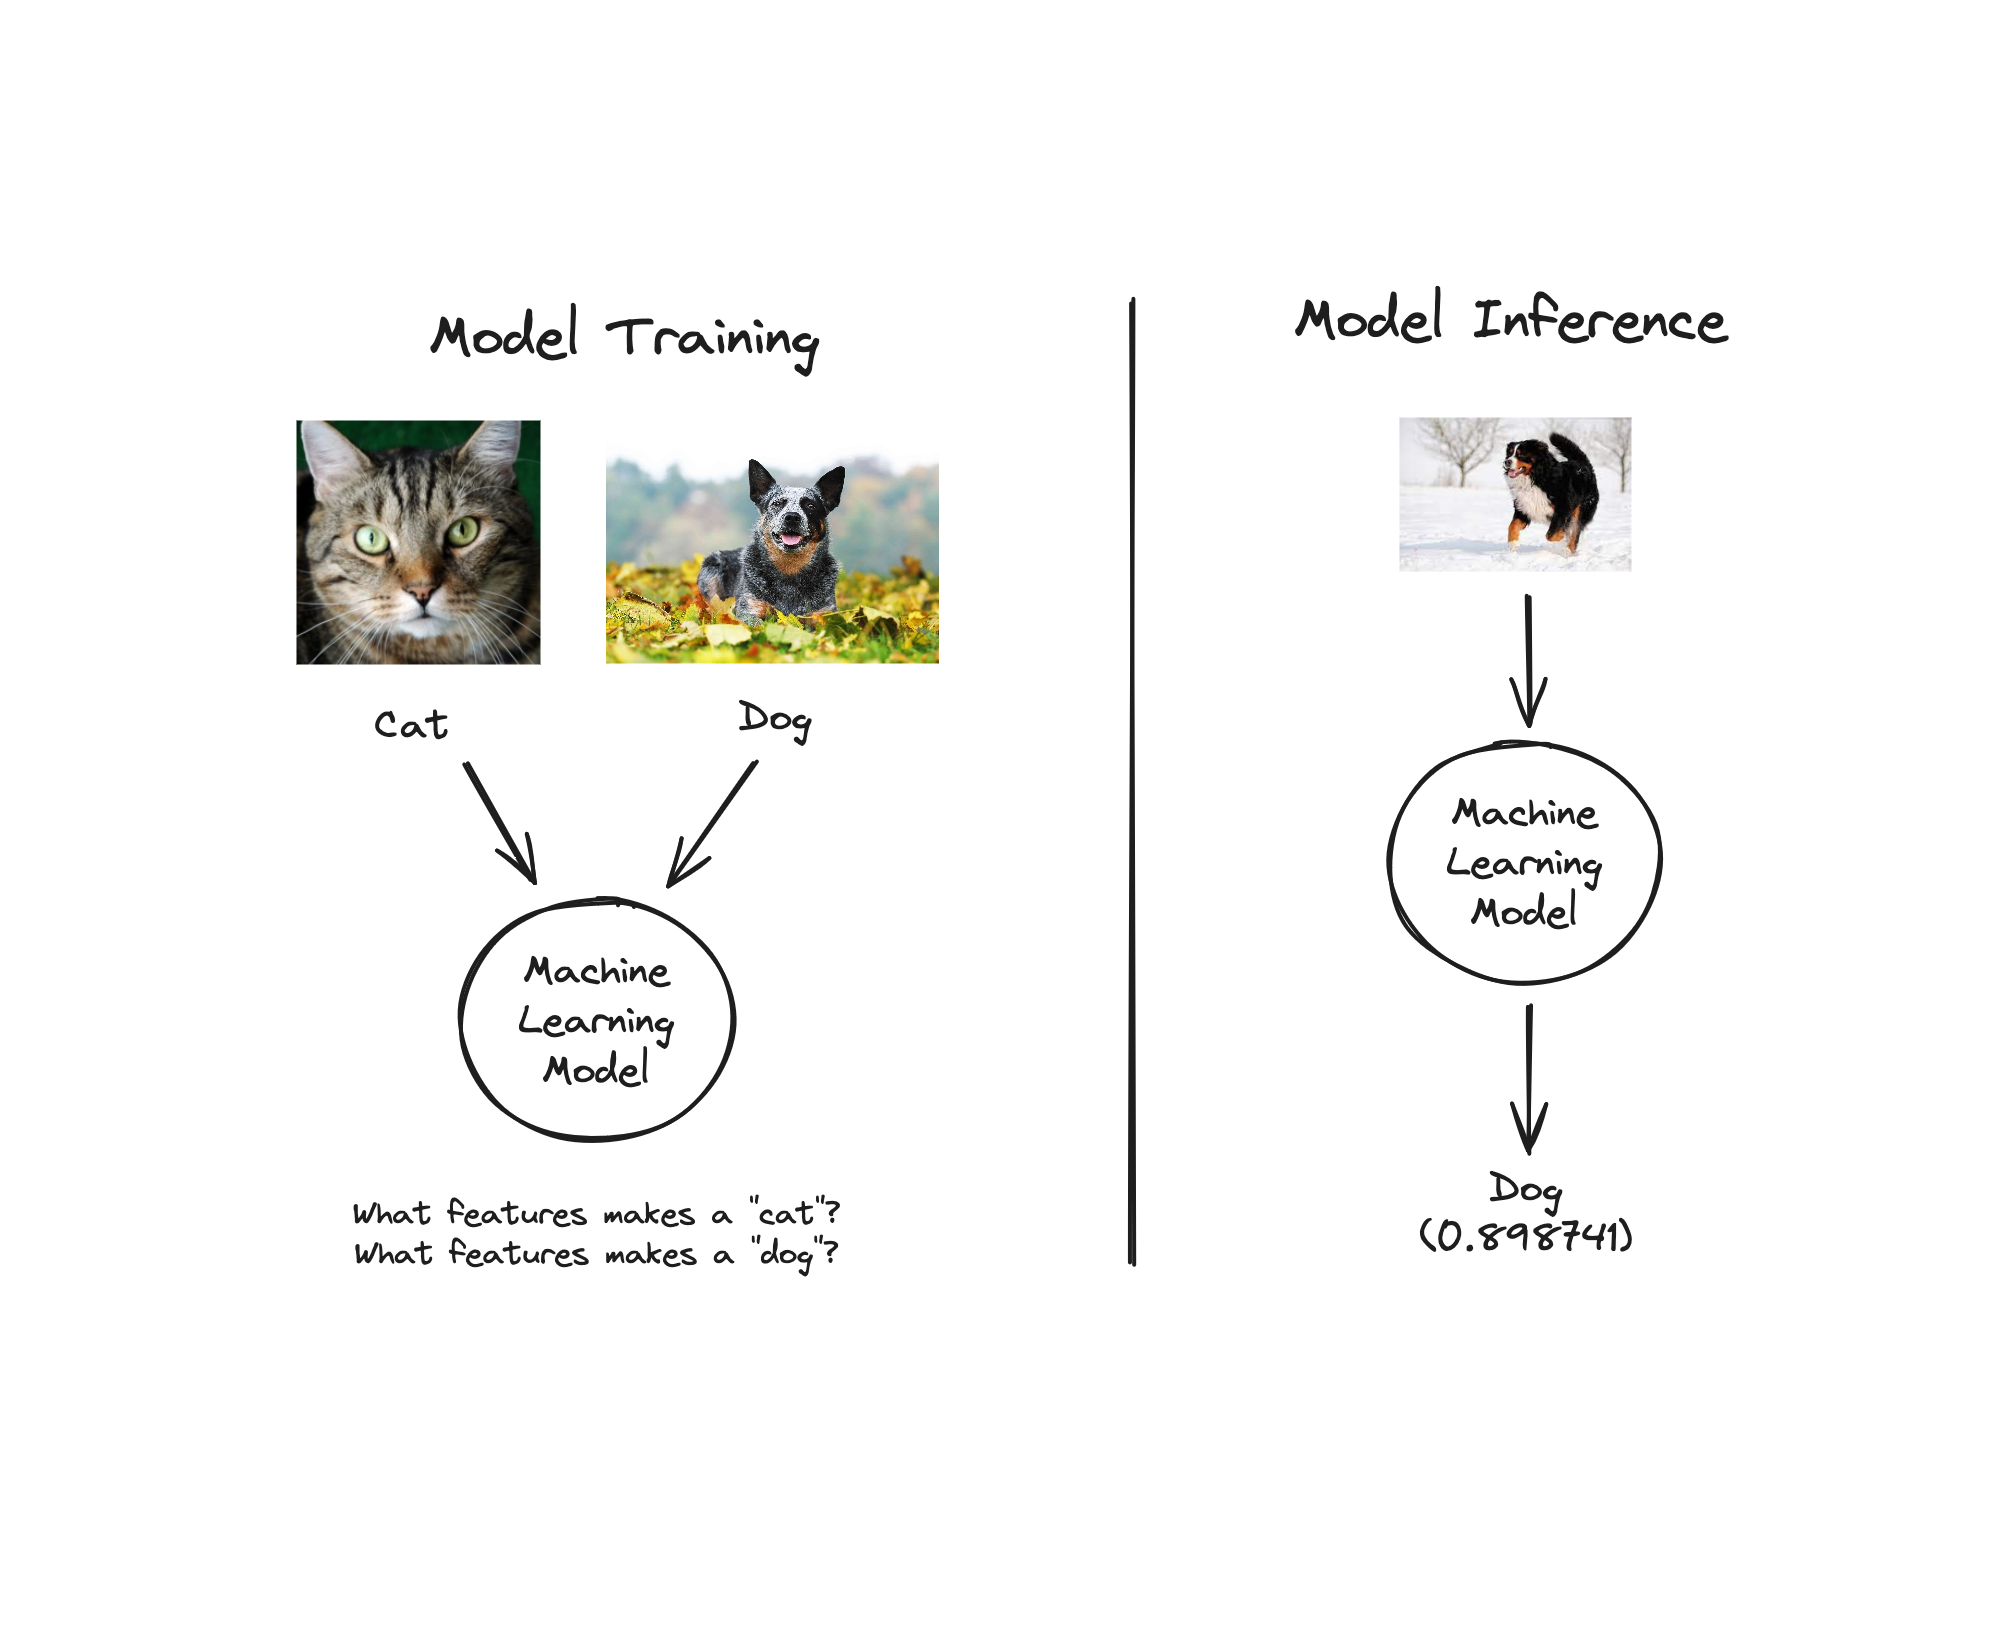 Model Training
Cat
Dog
Machine
Learning
Model
What features makes a "cat"?
What features makes a "dog"?
Model Inference
Machine
Learning
Model
Dog
(0.898741)